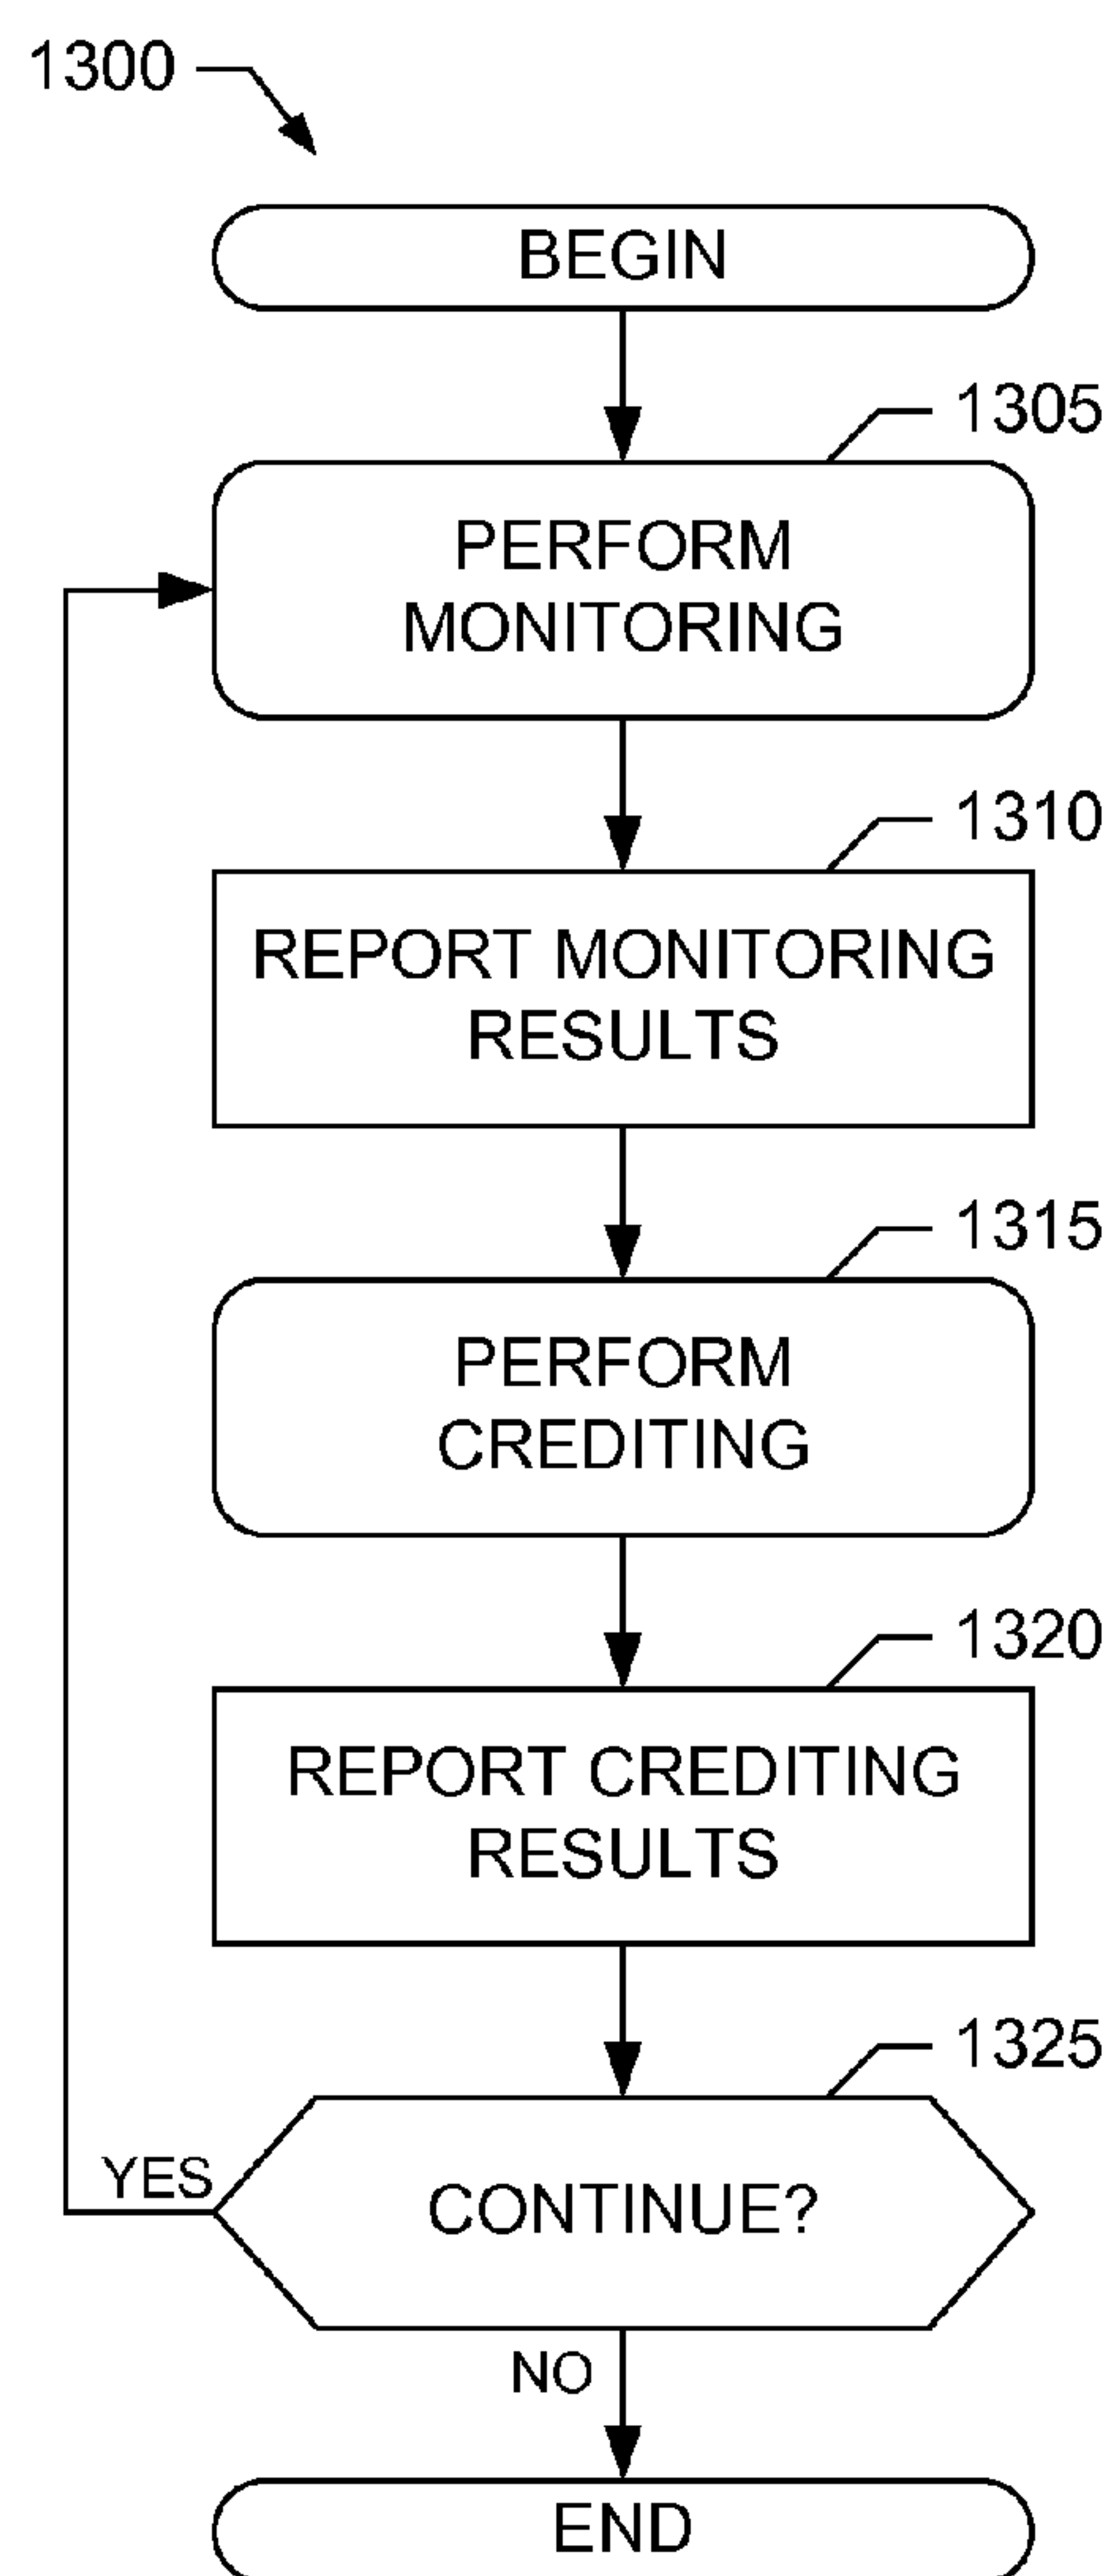 1300
BEGIN
1305
PERFORM
MONITORING
1310
REPORT MONITORING
RESULTS
1315
PERFORM
CREDITING
1320
REPORT CREDITING
RESULTS
1325
YES
CONTINUE?
NO
END